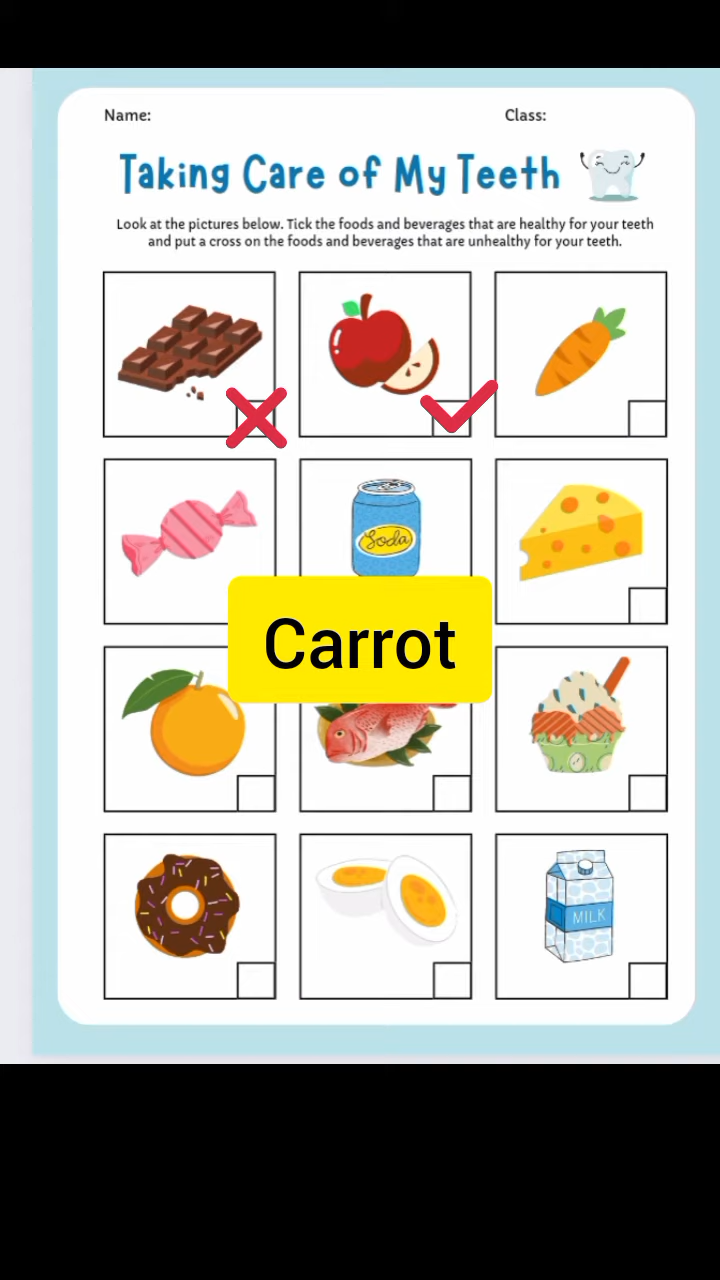 Name:
Class:
Taking Care of My Teeth
Look at the pictures below. Tick the foods and beverages that are healthy for your teeth
and put a cross on the foods and beverages that are unhealthy for your teeth.
Soda
Carrot
MILK